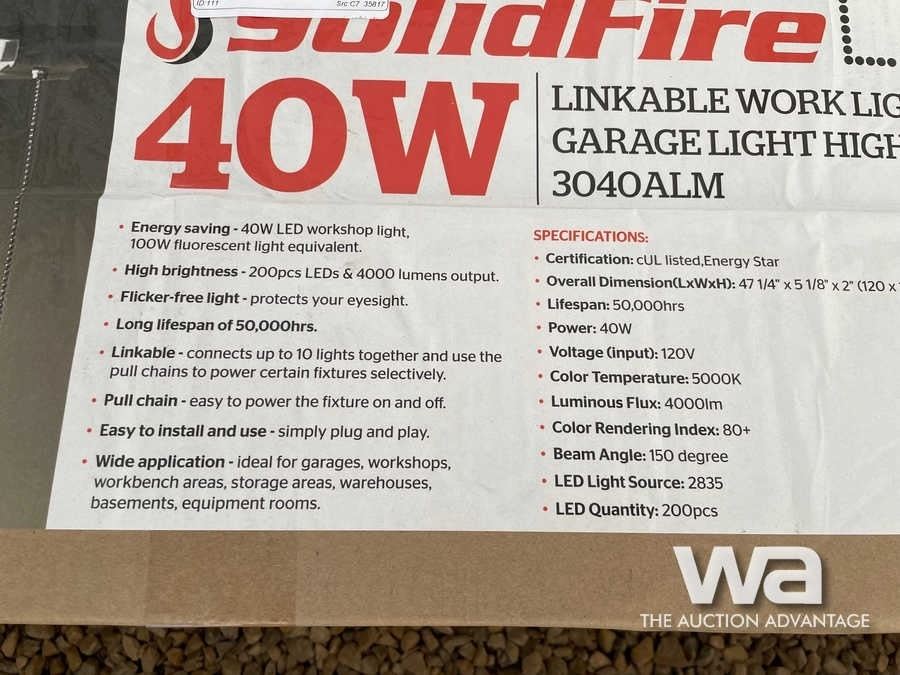 ID:111 Src C7 35817
SolidFire
40W
LINKABLE WORK LIG
GARAGE LIGHT HIGH
3040ALM
• Energy saving - 40W LED workshop light,
100W fluorescent light equivalent.
• High brightness - 200pcs LEDs & 4000 lumens output.
• Flicker-free light - protects your eyesight.
• Long lifespan of 50,000hrs.
• Linkable - connects up to 10 lights together and use the
pull chains to power certain fixtures selectively.
• Pull chain - easy to power the fixture on and off.
• Easy to install and use - simply plug and play.
• Wide application - ideal for garages, workshops,
workbench areas, storage areas, warehouses,
basements, equipment rooms.
SPECIFICATIONS:
• Certification: cUL listed,Energy Star
• Overall Dimension(LxWxH): 47 1/4" x 5 1/8" x 2" (120 x
• Lifespan: 50,000hrs
• Power: 40W
• Voltage (input): 120V
• Color Temperature: 5000K
• Luminous Flux: 4000lm
• Color Rendering Index: 80+
• Beam Angle: 150 degree
• LED Light Source: 2835
• LED Quantity: 200pcs
wa
THE AUCTION ADVANTAGE